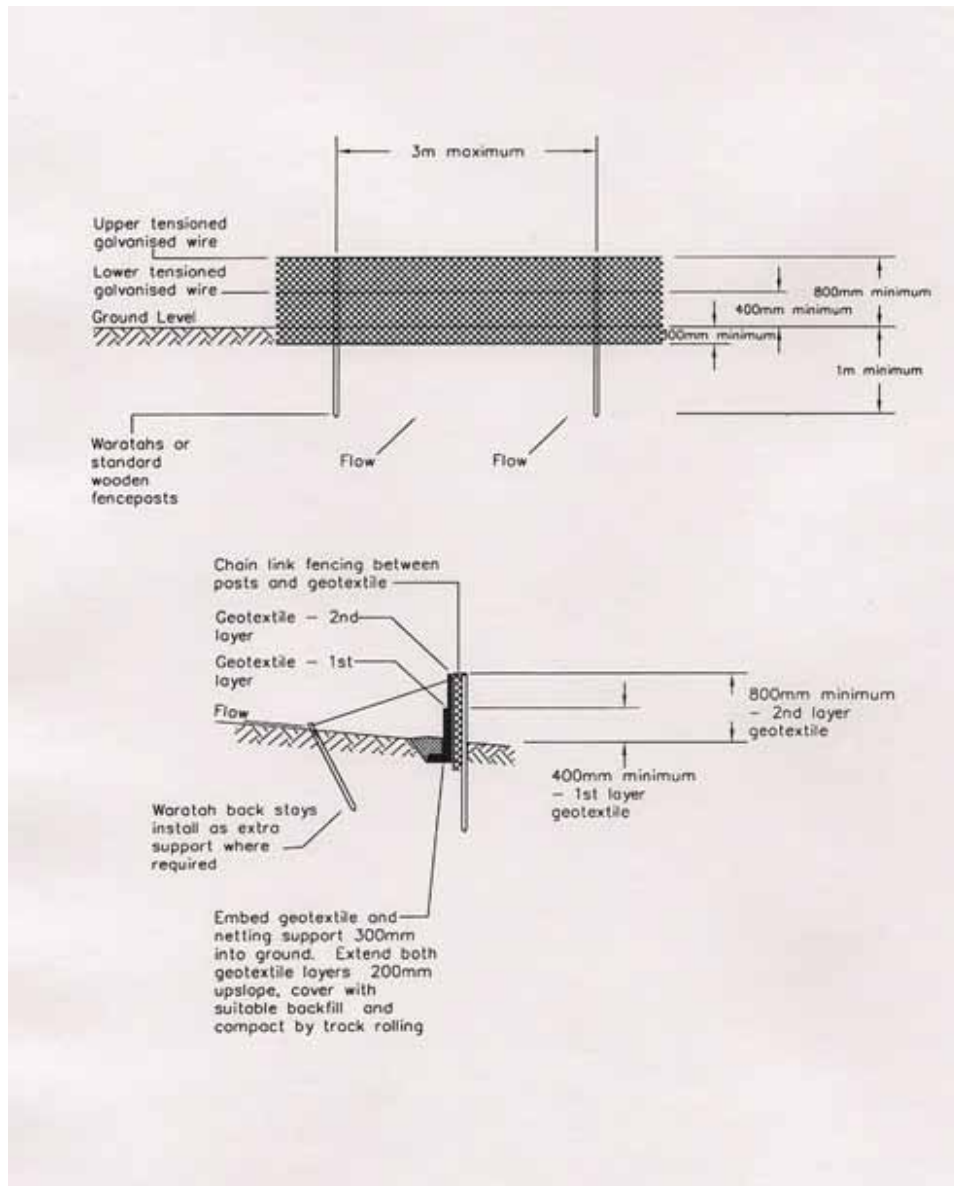 3m maximum
Upper tensioned
galvanised wire
Lower tensioned
galvanised wire
Ground Level
800mm minimum
400mm minimum
300mm minimum
1m minimum
Waratahs or
standard
wooden
fenceposts
Flow
Flow
Chain link fencing between
posts and geotextile
Geotextile – 2nd
layer
Geotextile – 1st
layer
Flow
800mm minimum
– 2nd layer
geotextile
400mm minimum
– 1st layer
geotextile
Waratah back stays
install as extra
support where
required
Embed geotextile and
netting support 300mm
into ground. Extend both
geotextile layers 200mm
upslope, cover with
suitable backfill and
compact by track rolling